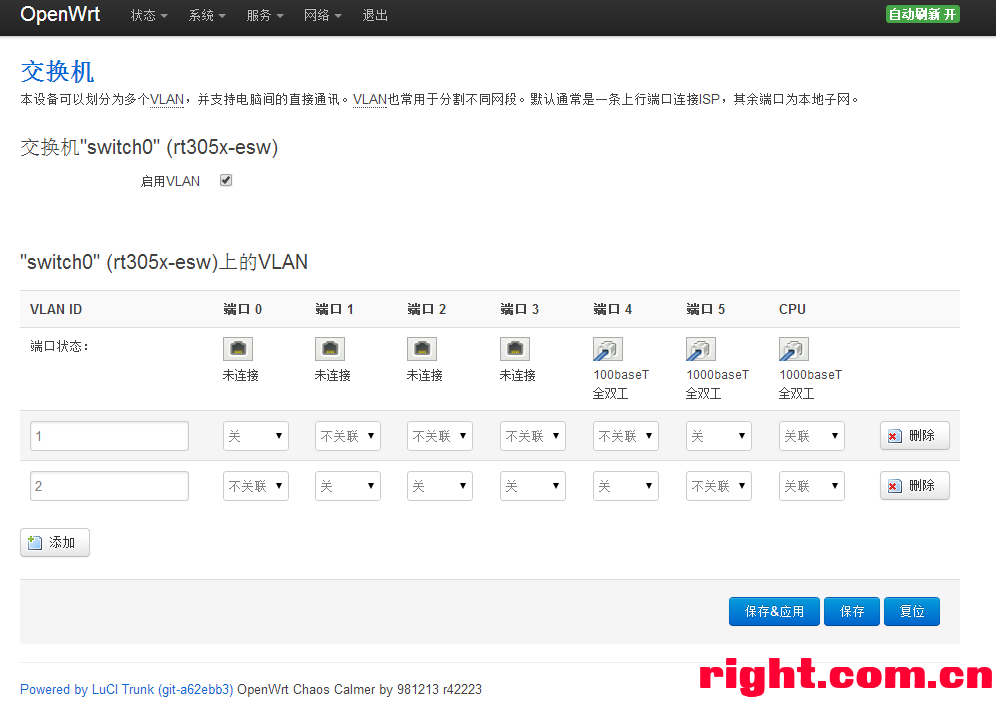 OpenWrt 状态 系统 服务 网络 退出 自动刷新 开
交换机
本设备可以划分为多个VLAN，并支持电脑间的直接通讯。VLAN也常用于分割不同网段。默认通常是一条上行端口连接ISP，其余端口为本地子网。
交换机"switch0" (rt305x-esw)
启用VLAN
"switch0" (rt305x-esw)上的VLAN
VLAN ID 端口 0 端口 1 端口 2 端口 3 端口 4 端口 5 CPU
端口状态：
未连接 未连接 未连接 未连接 100baseT 1000baseT 1000baseT
全双工 全双工 全双工
1 关 不关联 不关联 不关联 不关联 关 关联 删除
2 不关联 关 关 关 关 不关联 关联 删除
添加
保存&应用 保存 复位
right.com.cn
Powered by LuCI Trunk (git-a62ebb3) OpenWrt Chaos Calmer by 981213 r42223